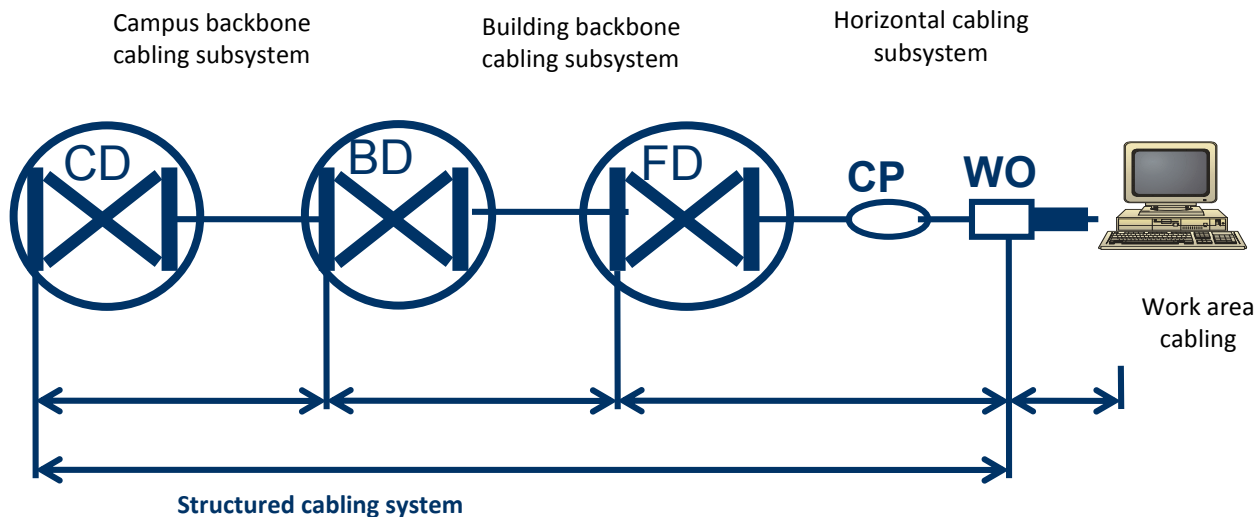 Campus backbone
cabling subsystem
Building backbone
cabling subsystem
Horizontal cabling
subsystem
CD
BD
FD
CP
WO
Work area
cabling
Structured cabling system